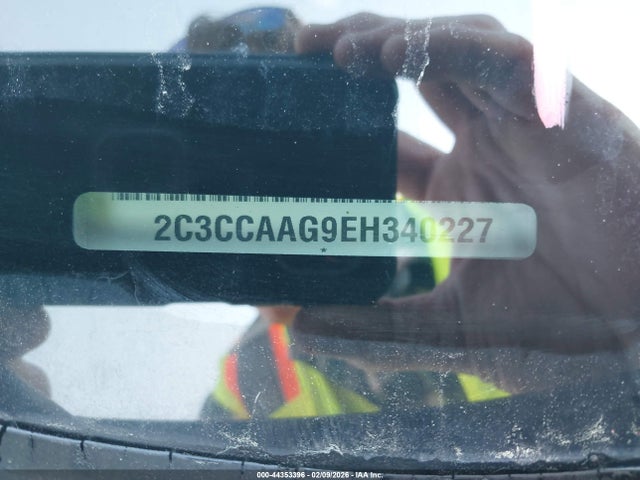 2C3CCAAG9EH340227
*
000-44353396 - 02/09/2026 - IAA Inc.